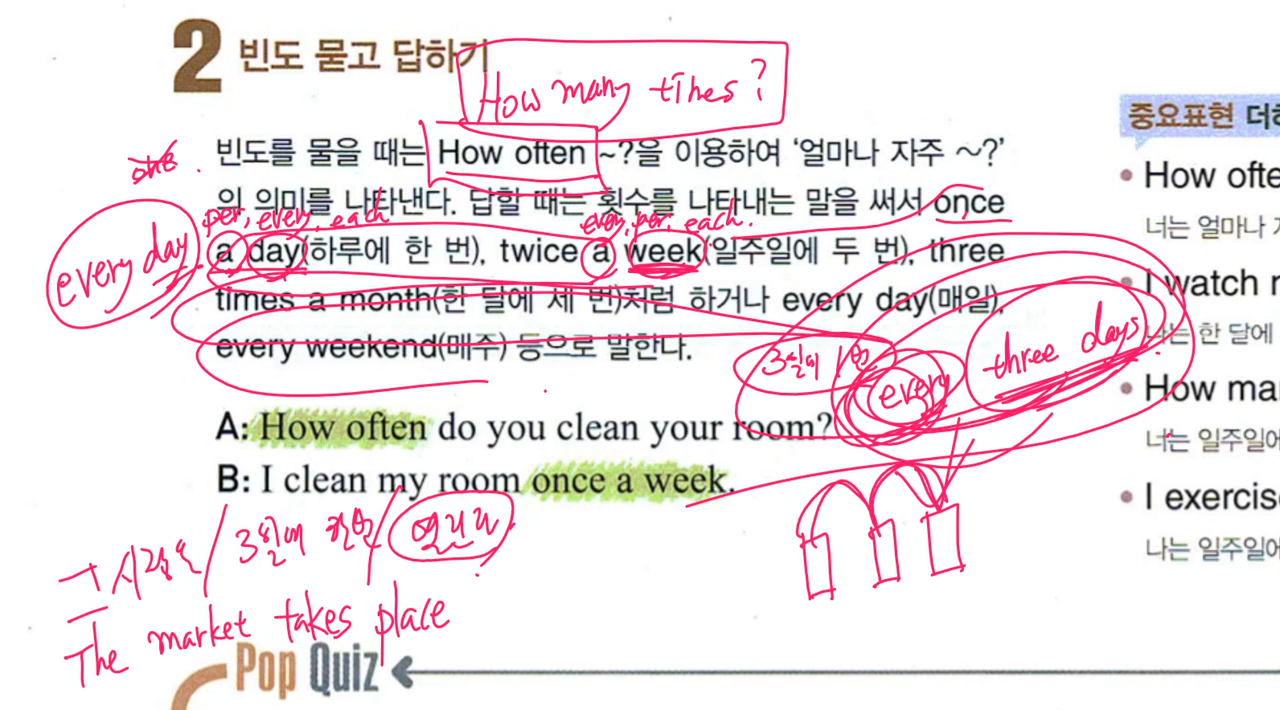 2 빈도 묻고 답하기
How many times?
빈도를 물을 때는 How often ~?을 이용하여 '얼마나 자주 ~?'
one.
의 의미를 나타낸다. 답할 때는 횟수를 나타내는 말을 써서 once
per, every, each
every, per, each.
every day
a day(하루에 한 번), twice a week(일주일에 두 번), three
times a month(한 달에 세 번)처럼 하거나 every day(매일),
every weekend(매주) 등으로 말한다.
3일에 1번
every
three days.
A: How often do you clean your room?
B: I clean my room once a week.
그 시장은 / 3일에 한번 / 열린다.
The market takes place
Pop Quiz
중요표현 더하
• How ofte
너는 얼마나 자
• I watch m
나는 한 달에
• How mar
너는 일주일에
• I exercise
나는 일주일에